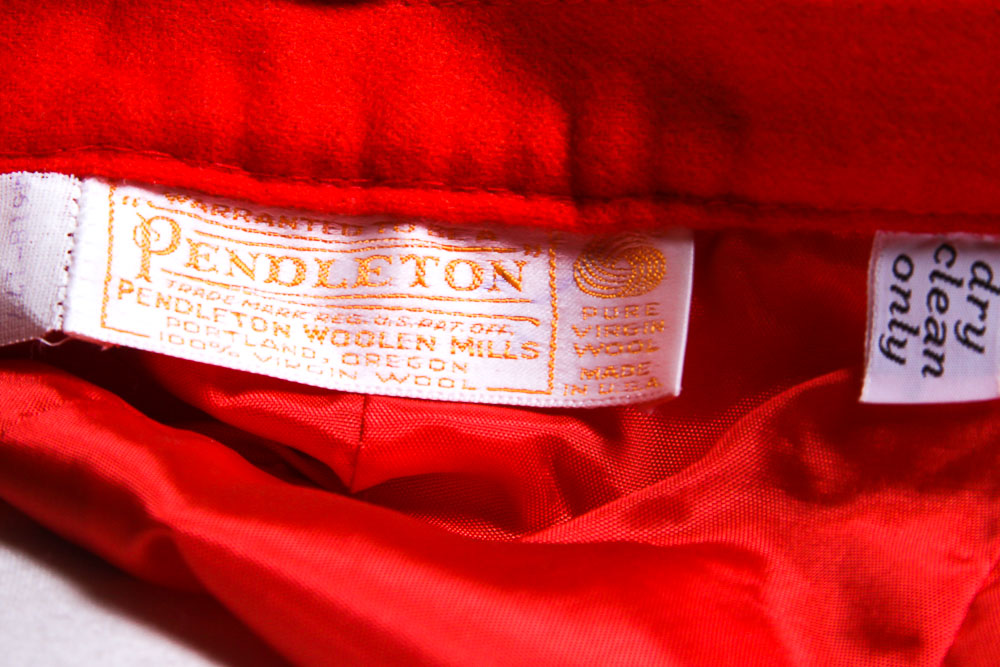 WARRANTED TO BE A
PENDLETON
TRADE MARK REG. U.S. PAT. OFF.
PENDLETON WOOLEN MILLS
PORTLAND, OREGON
100% VIRGIN WOOL
PURE
VIRGIN
WOOL
MADE
IN U.S.A
dry
clean
only